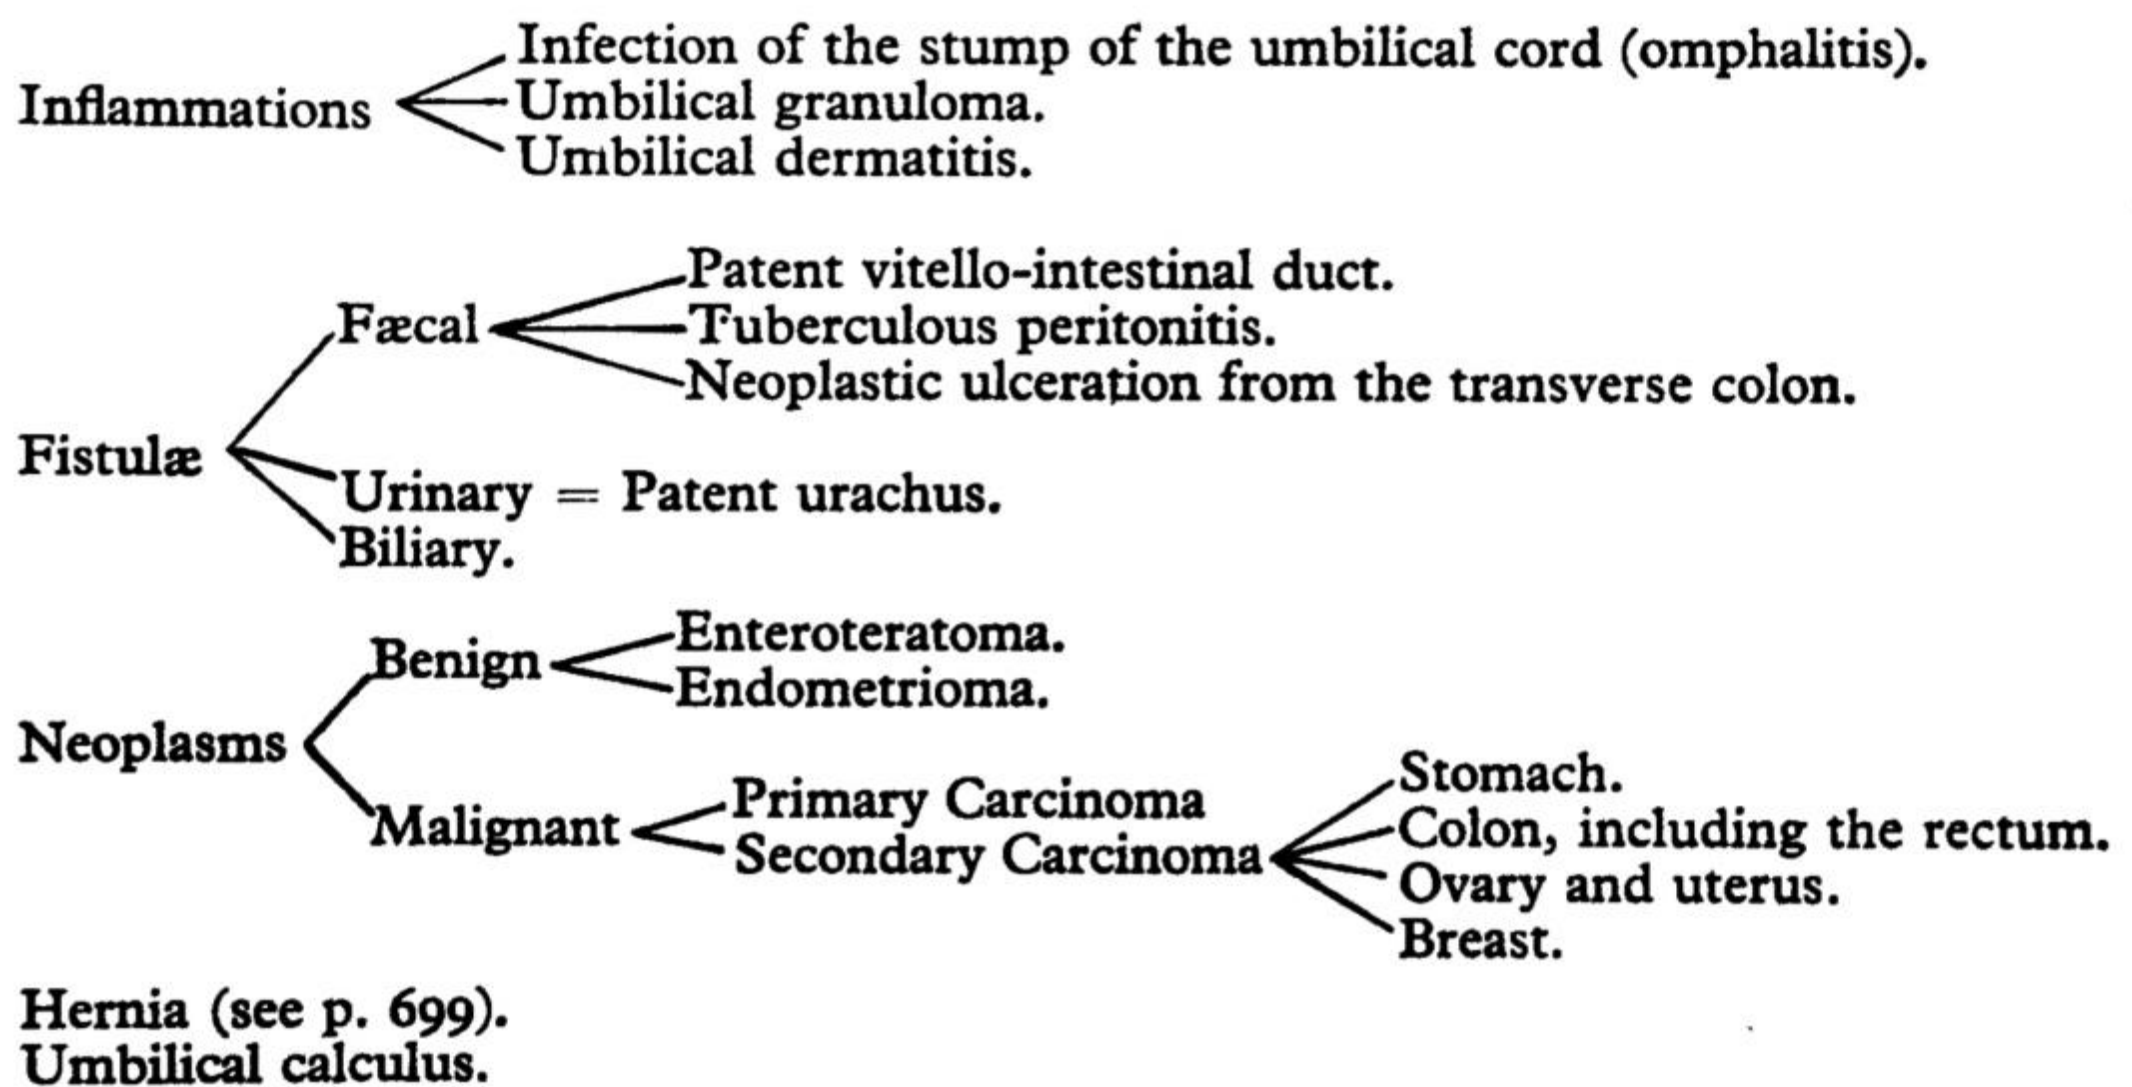 Infection of the stump of the umbilical cord (omphalitis).
Inflammations
Umbilical granuloma.
Umbilical dermatitis.
Patent vitello-intestinal duct.
Fæcal
Tuberculous peritonitis.
Neoplastic ulceration from the transverse colon.
Fistulæ
Urinary = Patent urachus.
Biliary.
Enteroteratoma.
Benign
Endometrioma.
Neoplasms
Stomach.
Primary Carcinoma
Malignant
Colon, including the rectum.
Secondary Carcinoma
Ovary and uterus.
Breast.
Hernia (see p. 699).
Umbilical calculus.